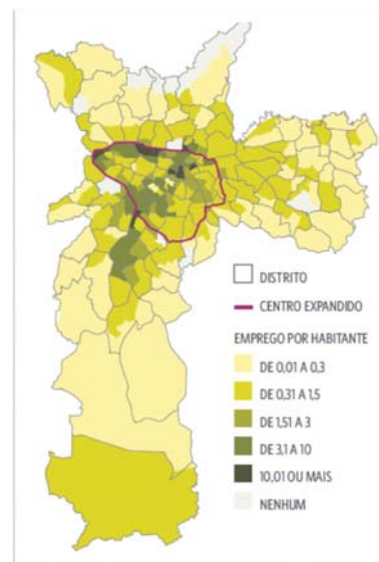 DISTRITO
CENTRO EXPANDIDO
EMPREGO POR HABITANTE
DE 0,01 A 0,3
DE 0,31 A 1,5
DE 1,51 A 3
DE 3,1 A 10
10,01 OU MAIS
NENHUM